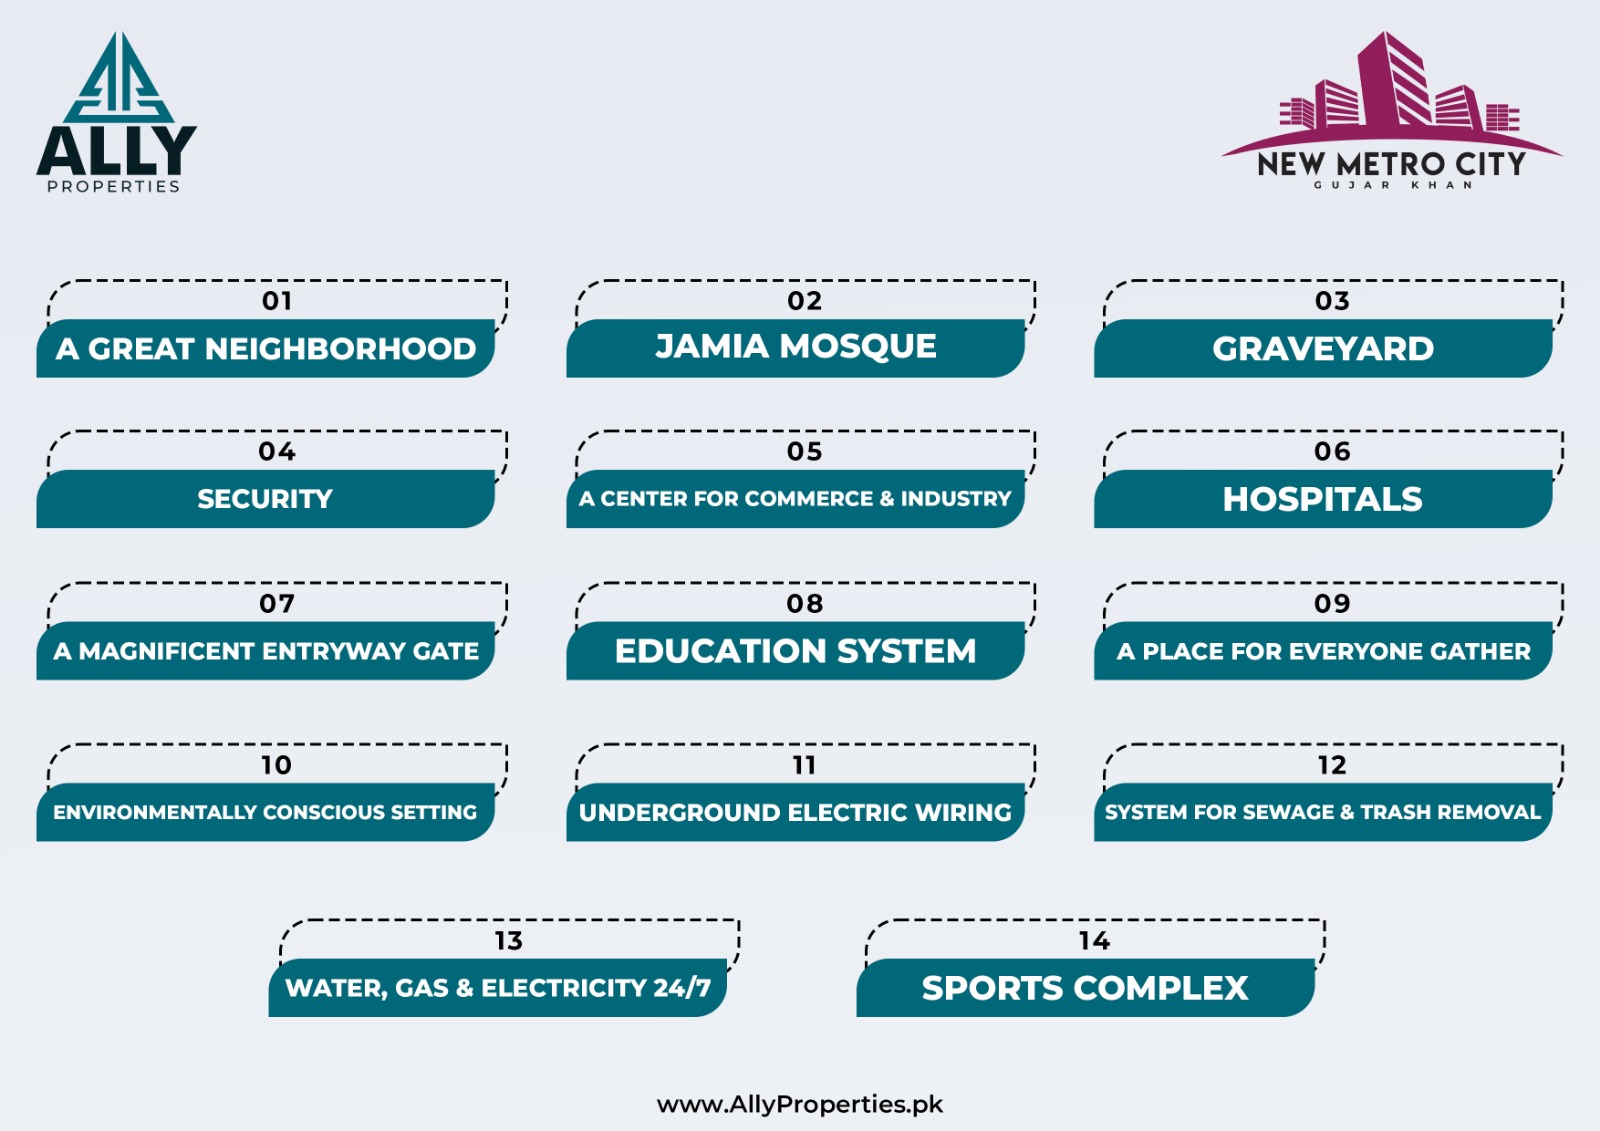 ALLY
PROPERTIES
NEW METRO CITY
GUJAR KHAN
01
A GREAT NEIGHBORHOOD
02
JAMIA MOSQUE
03
GRAVEYARD
04
SECURITY
05
A CENTER FOR COMMERCE & INDUSTRY
06
HOSPITALS
07
A MAGNIFICENT ENTRYWAY GATE
08
EDUCATION SYSTEM
09
A PLACE FOR EVERYONE GATHER
10
ENVIRONMENTALLY CONSCIOUS SETTING
11
UNDERGROUND ELECTRIC WIRING
12
SYSTEM FOR SEWAGE & TRASH REMOVAL
13
WATER, GAS & ELECTRICITY 24/7
14
SPORTS COMPLEX
www.AllyProperties.pk